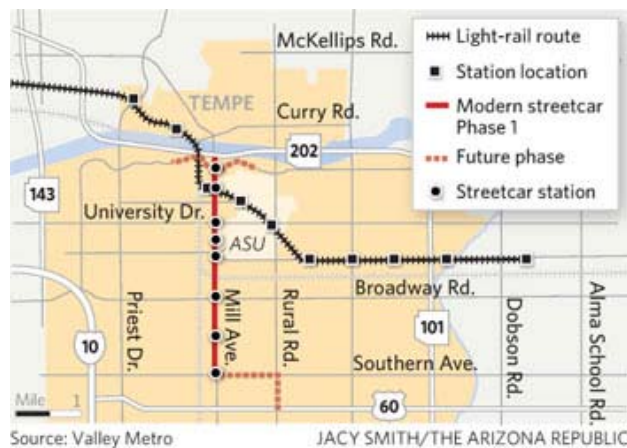 McKellips Rd.
TEMPE
Curry Rd.
202
143
University Dr.
ASU
Broadway Rd.
Priest Dr.
Mill Ave.
Rural Rd.
101
Dobson Rd.
Alma School Rd.
10
Southern Ave.
60
Mile 1
Light-rail route
Station location
Modern streetcar
Phase 1
Future phase
Streetcar station
Source: Valley Metro
JACY SMITH/THE ARIZONA REPUBLIC